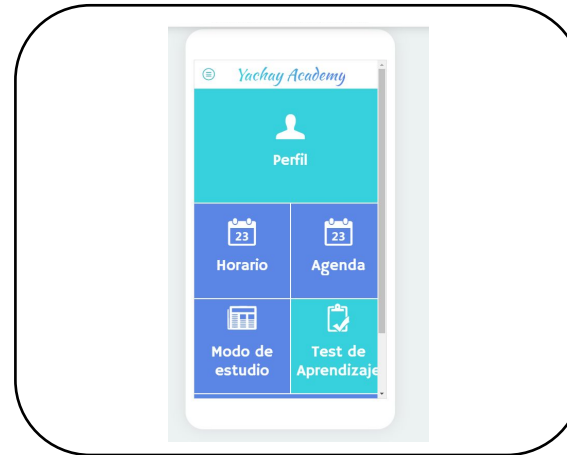 Yachay Academy
Perfil
23
23
Horario
Agenda
Modo de
estudio
Test de
Aprendizaje